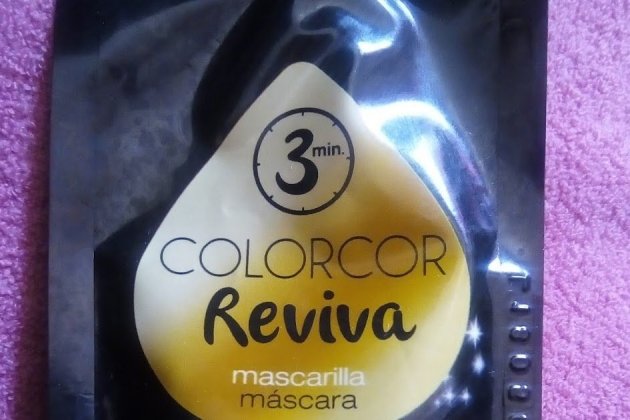 3 min.
COLORCOR
Reviva
mascarilla
máscara